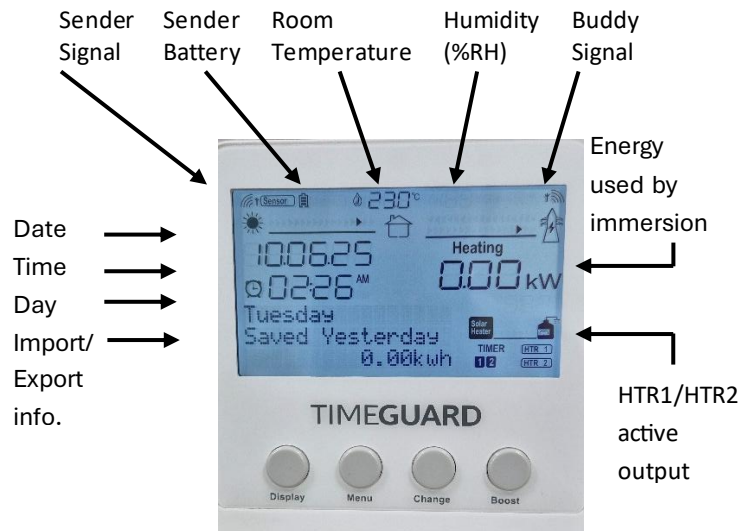 Sender Signal
Sender Battery
Room Temperature
Humidity (%RH)
Buddy Signal
Energy used by immersion
Date
Time
Day
Import/ Export info.
HTR1/HTR2 active output
Sensor
230°C
10.06.25
Heating
02:26 AM
0.00 kW
Tuesday
Saved Yesterday
0.00kwh
Solar Heater
TIMER
1 2
HTR 1
HTR 2
TIMEGUARD
Display
Menu
Change
Boost